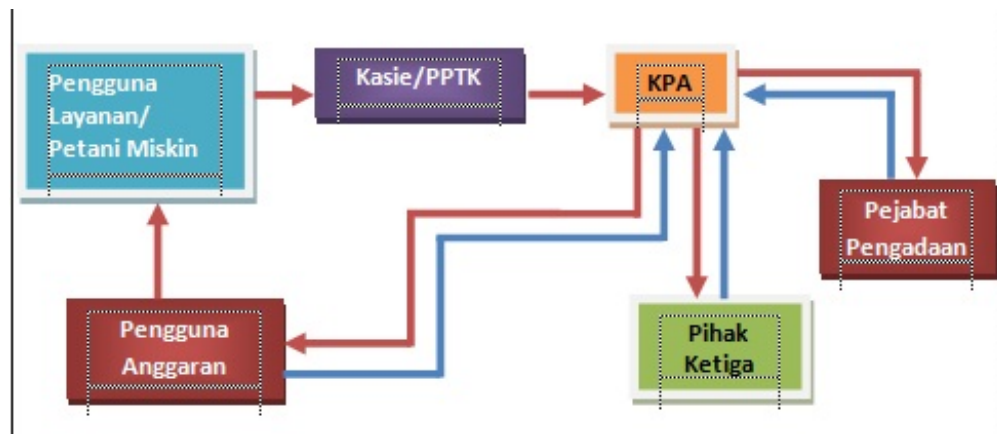 Pengguna
Layanan/
Petani Miskin
Kasie/PPTK
KPA
Pejabat
Pengadaan
Pengguna
Anggaran
Pihak
Ketiga